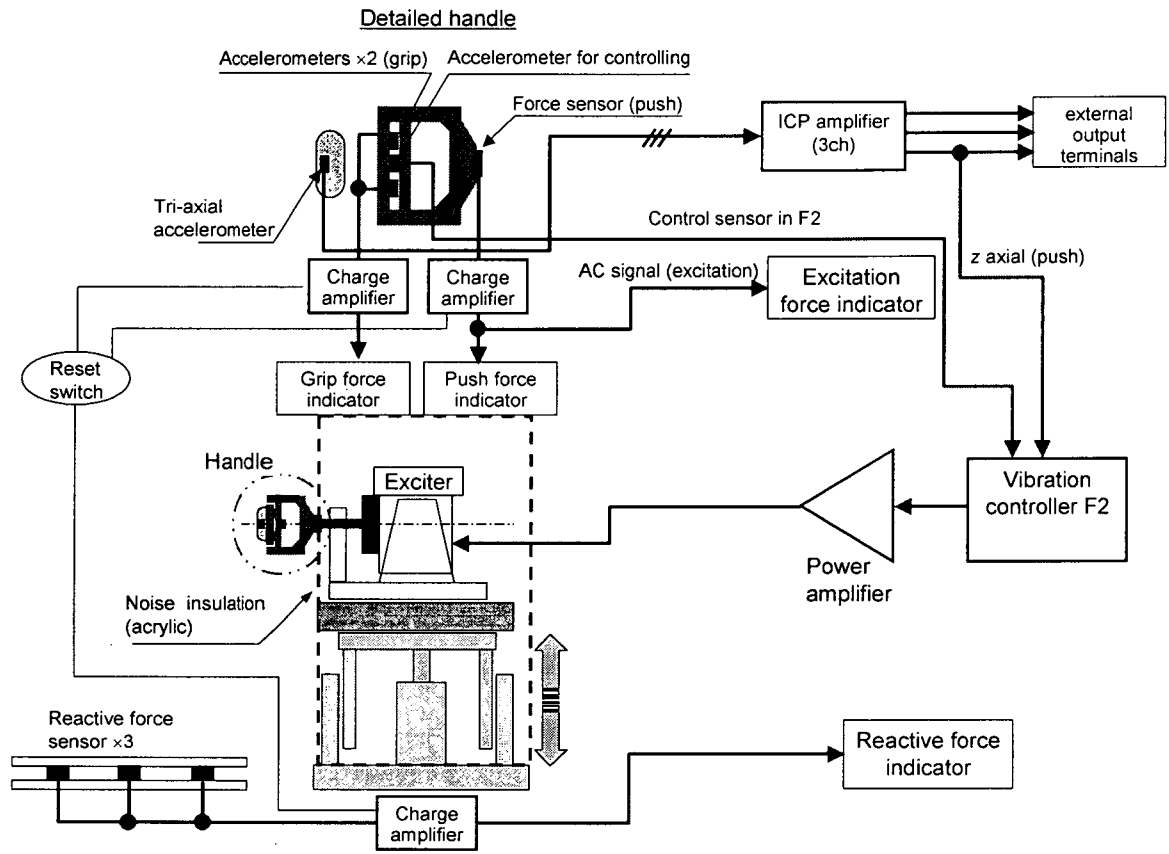 Detailed handle
Accelerometers ×2 (grip)
Accelerometer for controlling
Force sensor (push)
ICP amplifier
(3ch)
external
output
terminals
Tri-axial
accelerometer
Control sensor in F2
z axial (push)
Charge
amplifier
Charge
amplifier
AC signal (excitation)
Excitation
force indicator
Reset
switch
Grip force
indicator
Push force
indicator
Handle
Exciter
Vibration
controller F2
Power
amplifier
Noise insulation
(acrylic)
Reactive force
sensor ×3
Reactive force
indicator
Charge
amplifier